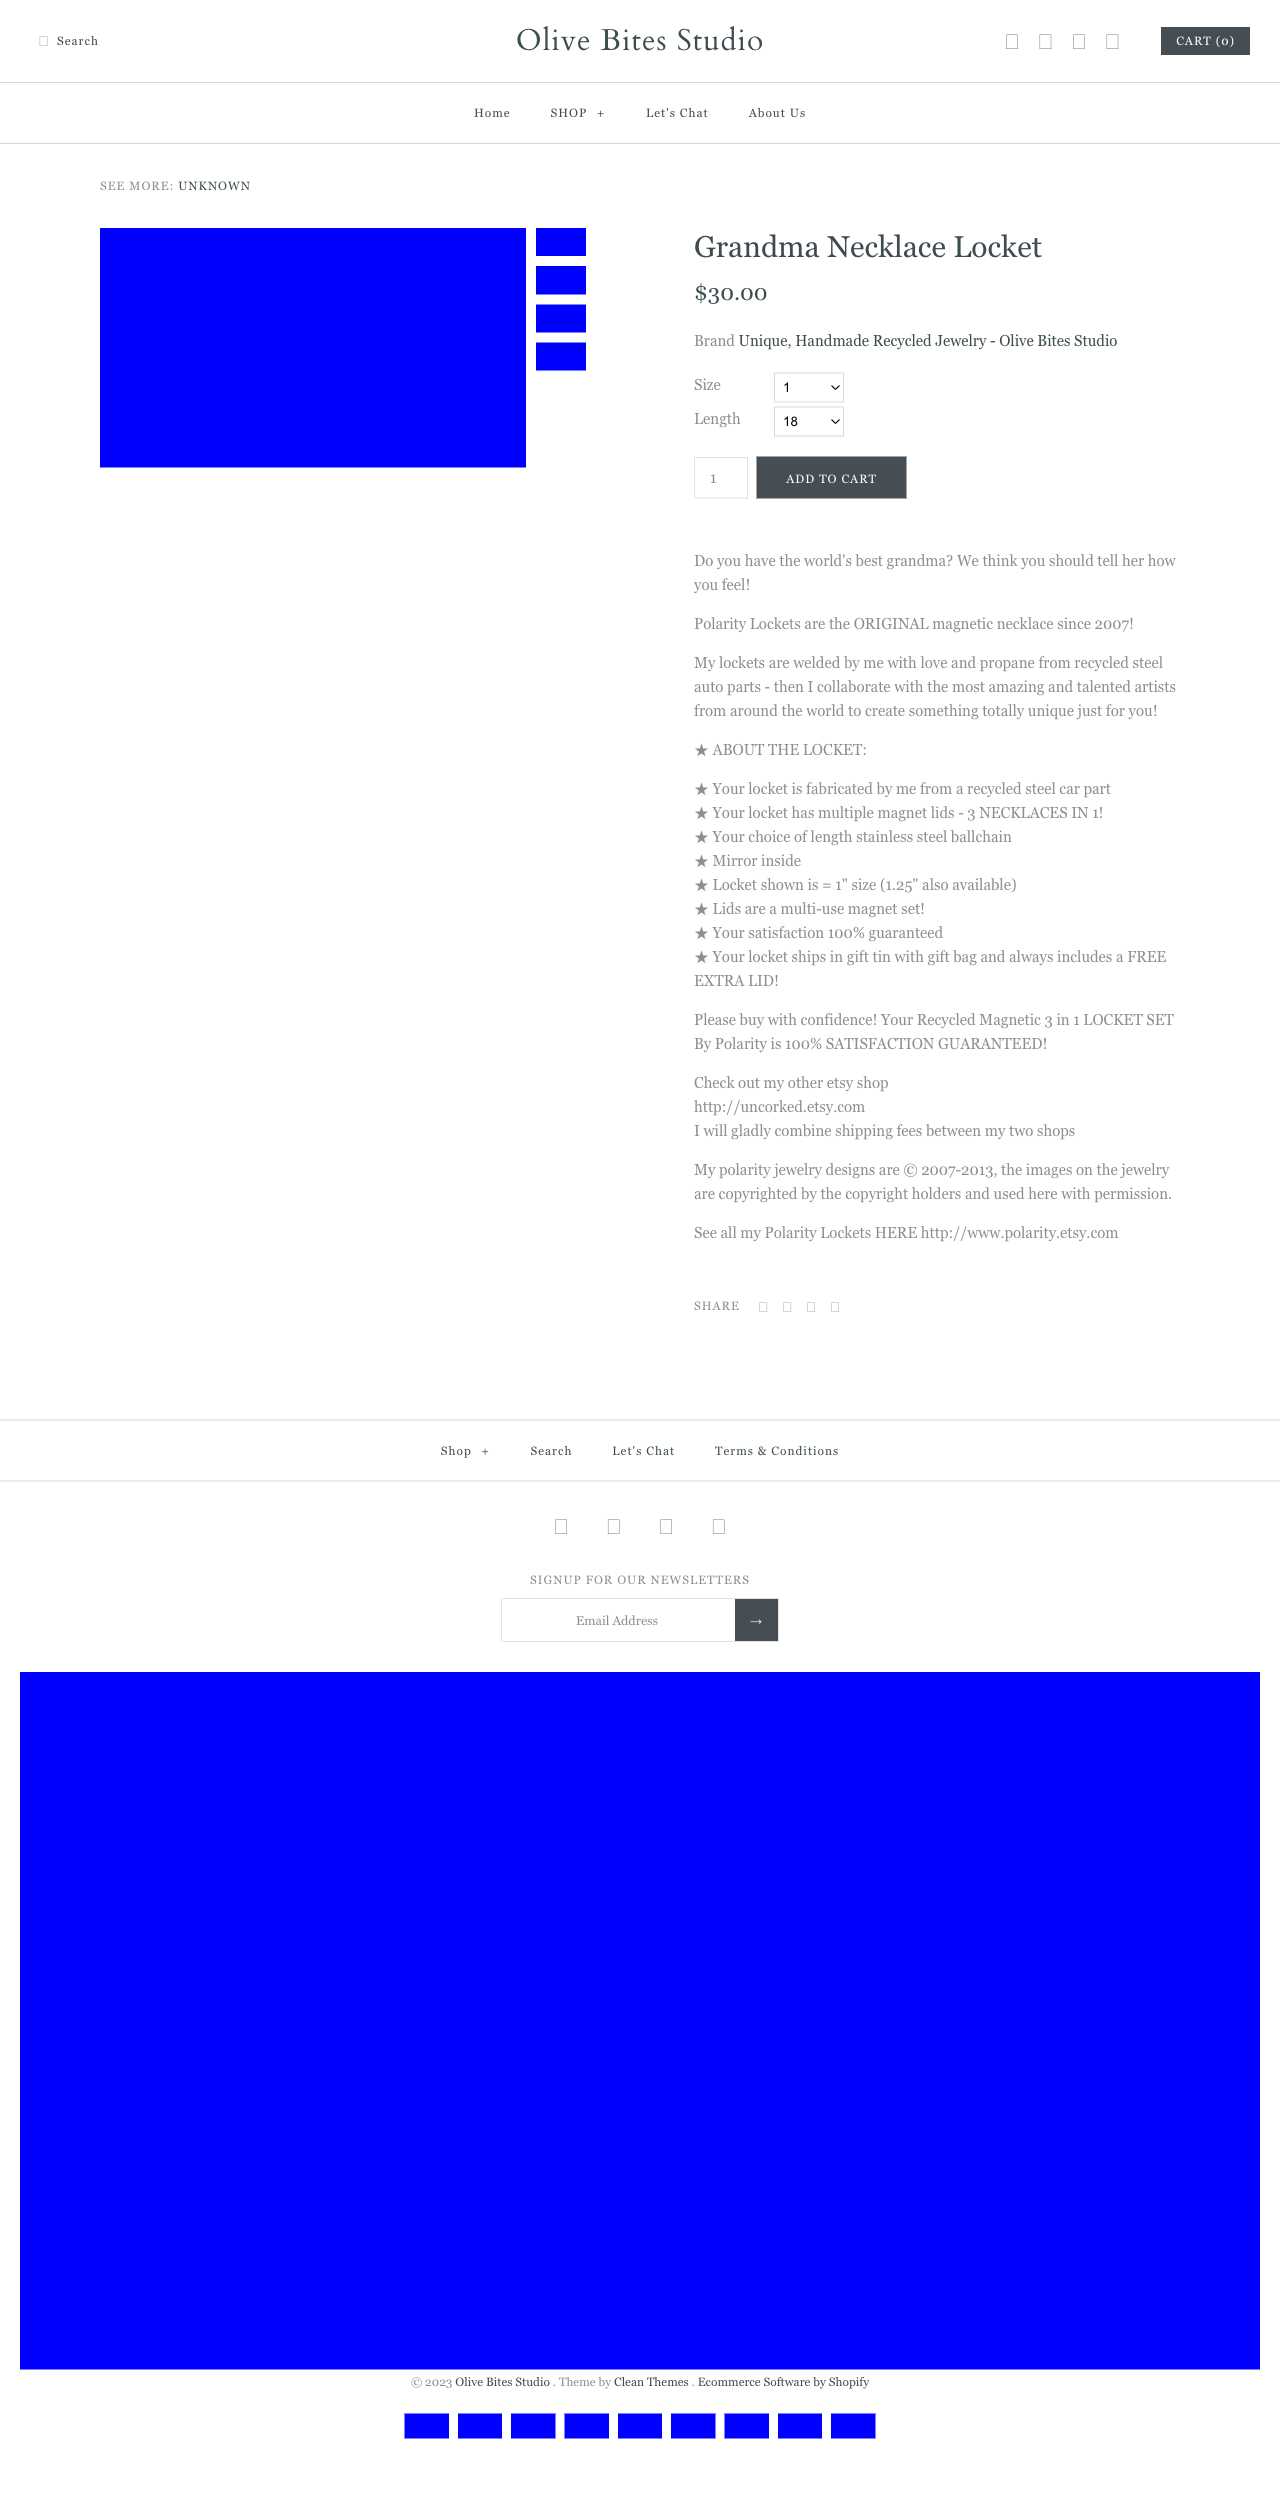 Search
Olive Bites Studio
CART (0)
Home
SHOP +
Let's Chat
About Us
SEE MORE: UNKNOWN
Grandma Necklace Locket
$30.00
Brand Unique, Handmade Recycled Jewelry - Olive Bites Studio
Size
1
Length
18
1
ADD TO CART
Do you have the world's best grandma? We think you should tell her how
you feel!
Polarity Lockets are the ORIGINAL magnetic necklace since 2007!
My lockets are welded by me with love and propane from recycled steel
auto parts - then I collaborate with the most amazing and talented artists
from around the world to create something totally unique just for you!
★ ABOUT THE LOCKET:
★ Your locket is fabricated by me from a recycled steel car part
★ Your locket has multiple magnet lids - 3 NECKLACES IN 1!
★ Your choice of length stainless steel ballchain
★ Mirror inside
★ Locket shown is = 1" size (1.25" also available)
★ Lids are a multi-use magnet set!
★ Your satisfaction 100% guaranteed
★ Your locket ships in gift tin with gift bag and always includes a FREE
EXTRA LID!
Please buy with confidence! Your Recycled Magnetic 3 in 1 LOCKET SET
By Polarity is 100% SATISFACTION GUARANTEED!
Check out my other etsy shop
http://uncorked.etsy.com
I will gladly combine shipping fees between my two shops
My polarity jewelry designs are © 2007-2013, the images on the jewelry
are copyrighted by the copyright holders and used here with permission.
See all my Polarity Lockets HERE http://www.polarity.etsy.com
SHARE
Shop +
Search
Let's Chat
Terms & Conditions
SIGNUP FOR OUR NEWSLETTERS
Email Address
→
© 2023 Olive Bites Studio . Theme by Clean Themes . Ecommerce Software by Shopify